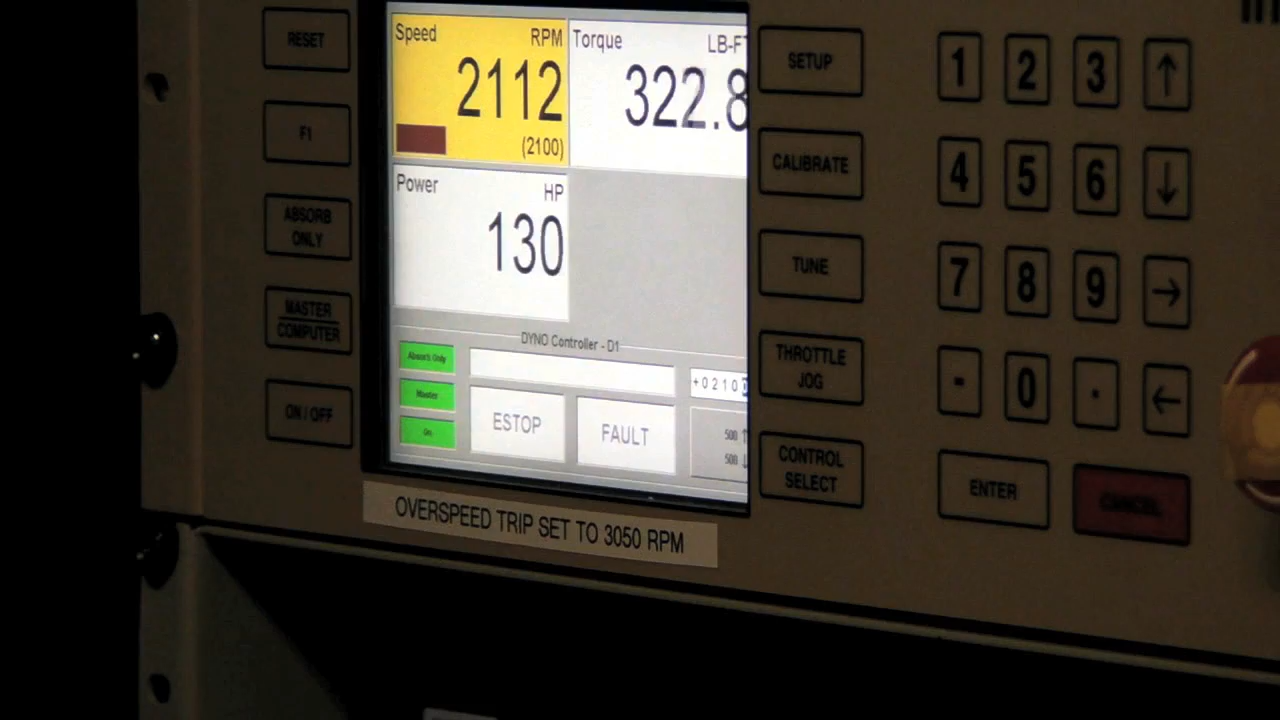 RESET
F1
ABSORB
ONLY
MASTER
COMPUTER
ON / OFF
Speed RPM
2112
(2100)
Torque LB-FT
322.8
Power HP
130
DYNO Controller - D1
Absorb Only
Master
On
+0210
ESTOP
FAULT
500 ↑
500 ↓
OVERSPEED TRIP SET TO 3050 RPM
SETUP
CALIBRATE
TUNE
THROTTLE
JOG
CONTROL
SELECT
1 2 3 ↑
4 5 6 ↓
7 8 9 →
- 0 . ←
ENTER
CANCEL